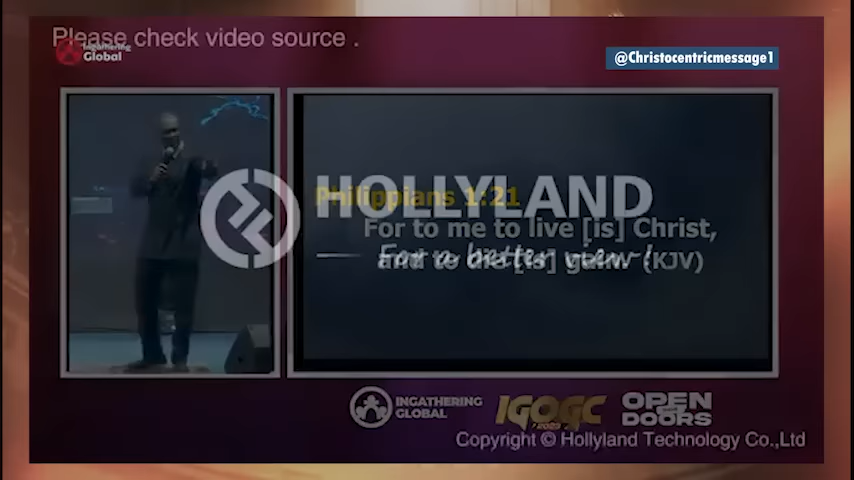 Please check video source .
Ingathering
Global
@Christocentricmessage1
HOLLYLAND
Philippians 1:21
For to me to live [is] Christ,
and to die [is] gain. (KJV)
For a better view !
INGATHERING
GLOBAL
IGOGC
2023
OPEN
DOORS
Copyright © Hollyland Technology Co.,Ltd